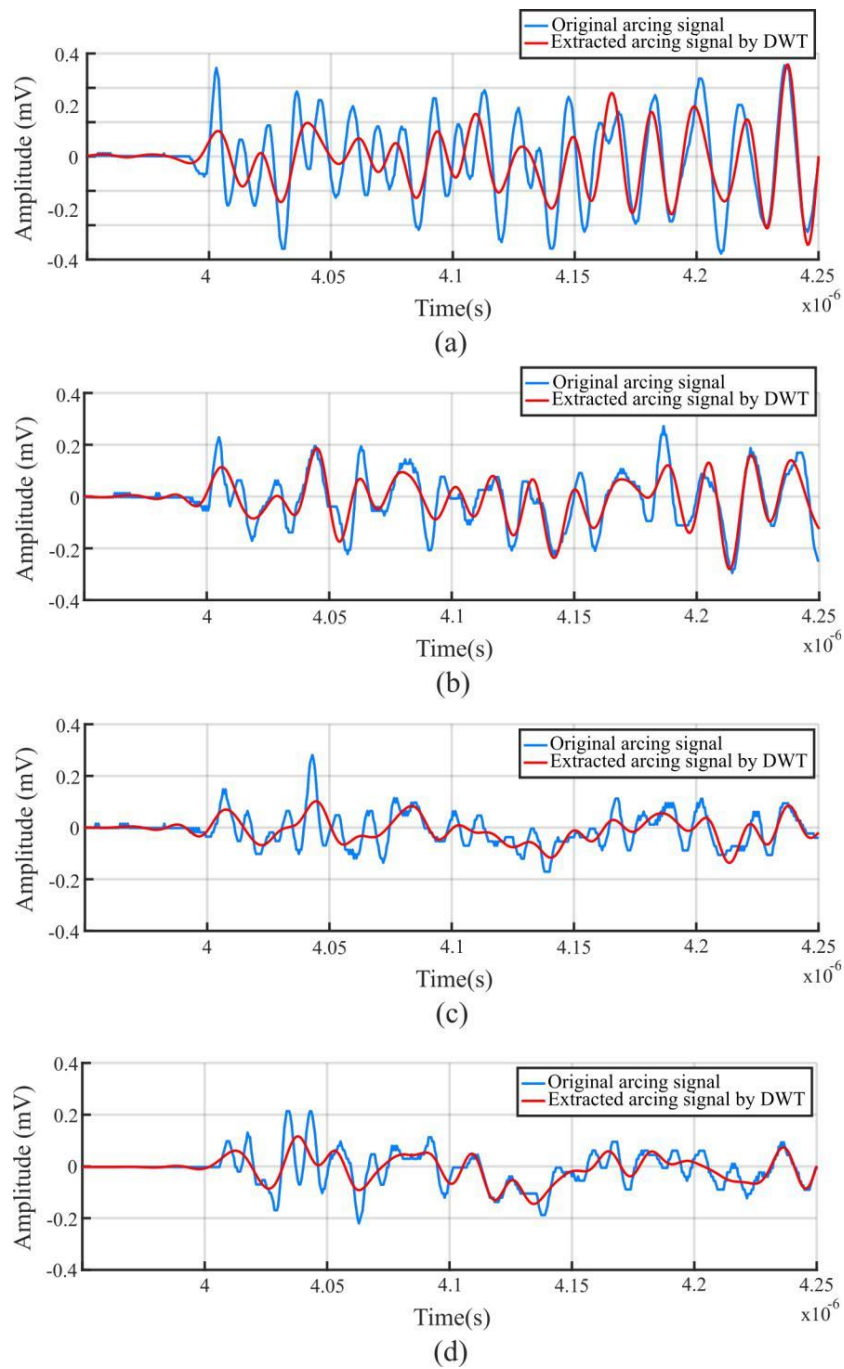 Original arcing signal
Extracted arcing signal by DWT
0.4
0.2
0
-0.2
-0.4
Amplitude (mV)
4 4.05 4.1 4.15 4.2 4.25
Time(s)
x10-6
(a)
Original arcing signal
Extracted arcing signal by DWT
0.4
0.2
0
-0.2
-0.4
Amplitude (mV)
4 4.05 4.1 4.15 4.2 4.25
Time(s)
x10-6
(b)
Original arcing signal
Extracted arcing signal by DWT
0.4
0.2
0
-0.2
-0.4
Amplitude (mV)
4 4.05 4.1 4.15 4.2 4.25
Time(s)
x10-6
(c)
Original arcing signal
Extracted arcing signal by DWT
0.4
0.2
0
-0.2
-0.4
Amplitude (mV)
4 4.05 4.1 4.15 4.2 4.25
Time(s)
x10-6
(d)